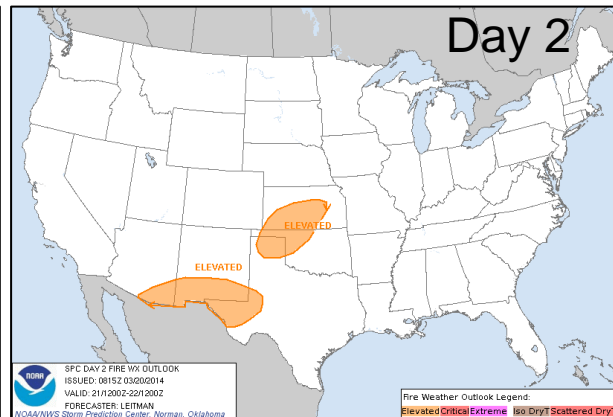 Day 2
ELEVATED
ELEVATED
NOAA
SPC DAY 2 FIRE WX OUTLOOK
ISSUED: 0815Z 03/20/2014
VALID: 21/1200Z-22/1200Z
FORECASTER: LEITMAN
NOAA/NWS Storm Prediction Center, Norman, Oklahoma
Fire Weather Outlook Legend:
Elevated Critical Extreme Iso DryT Scattered Dry